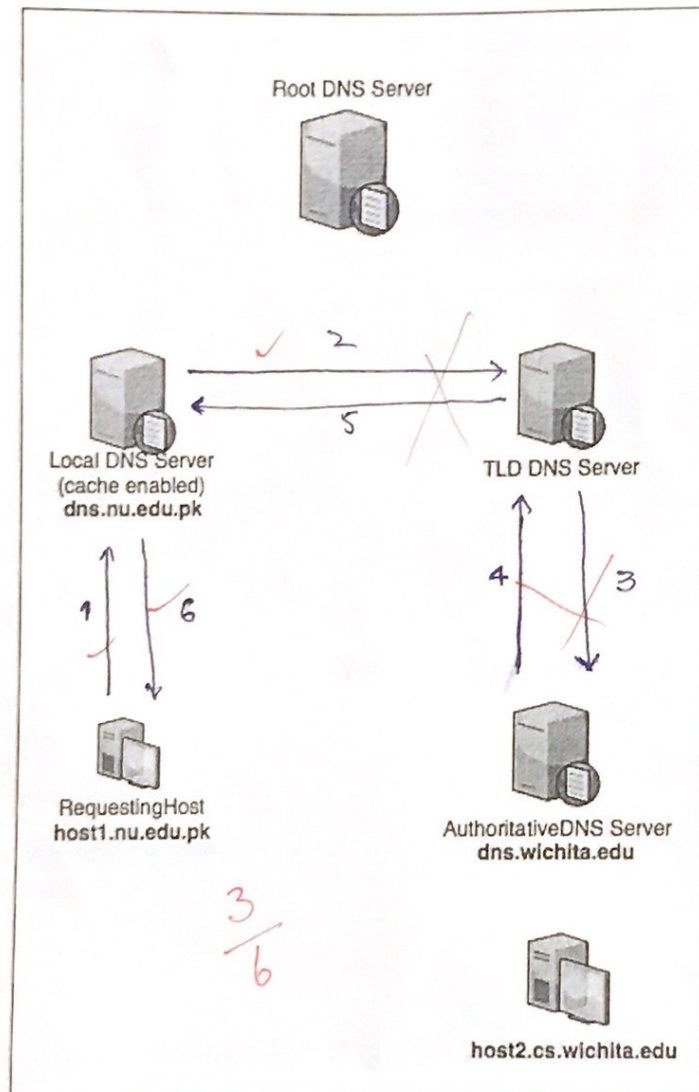 Root DNS Server
2
5
Local DNS Server
(cache enabled)
dns.nu.edu.pk
TLD DNS Server
1
6
4
3
RequestingHost
host1.nu.edu.pk
AuthoritativeDNS Server
dns.wichita.edu
3
6
host2.cs.wichita.edu